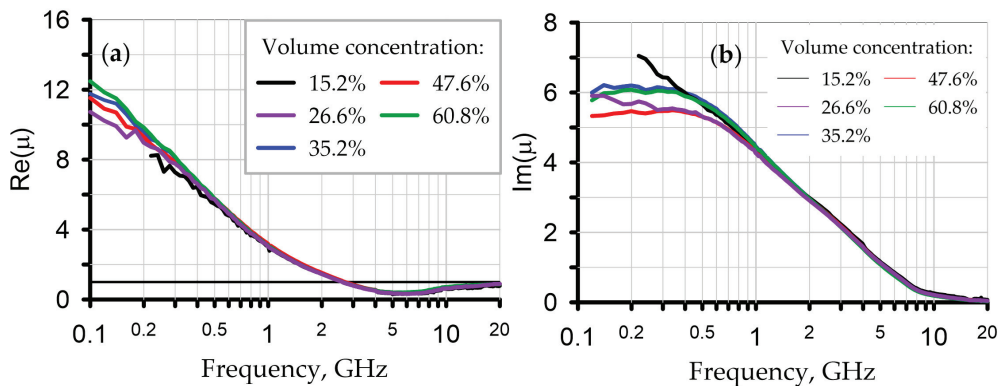 (a)
Volume concentration:
15.2% 47.6%
26.6% 60.8%
35.2%
Re(μ)
16
12
8
4
0
0.1 0.2 0.5 1 2 5 10 20
Frequency, GHz
(b)
Volume concentration:
15.2% 47.6%
26.6% 60.8%
35.2%
Im(μ)
8
6
4
2
0
0.1 0.2 0.5 1 2 5 10 20
Frequency, GHz